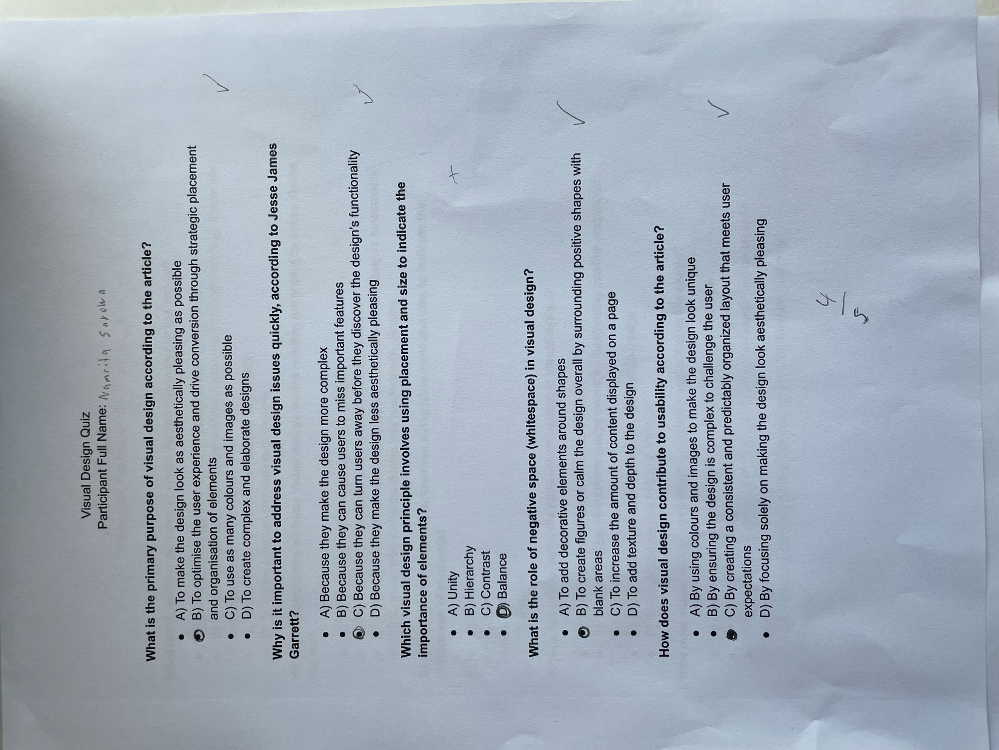 Visual Design Quiz
Participant Full Name: Namrita Sarowa
What is the primary purpose of visual design according to the article?
• A) To make the design look as aesthetically pleasing as possible
• B) To optimise the user experience and drive conversion through strategic placement
and organisation of elements
• C) To use as many colours and images as possible
• D) To create complex and elaborate designs
Why is it important to address visual design issues quickly, according to Jesse James
Garrett?
• A) Because they make the design more complex
• B) Because they can cause users to miss important features
• C) Because they can turn users away before they discover the design's functionality
• D) Because they make the design less aesthetically pleasing
Which visual design principle involves using placement and size to indicate the
importance of elements?
• A) Unity
• B) Hierarchy
• C) Contrast
• D) Balance
What is the role of negative space (whitespace) in visual design?
• A) To add decorative elements around shapes
• B) To create figures or calm the design overall by surrounding positive shapes with
blank areas
• C) To increase the amount of content displayed on a page
• D) To add texture and depth to the design
How does visual design contribute to usability according to the article?
• A) By using colours and images to make the design look unique
• B) By ensuring the design is complex to challenge the user
• C) By creating a consistent and predictably organized layout that meets user
expectations
• D) By focusing solely on making the design look aesthetically pleasing
4
5